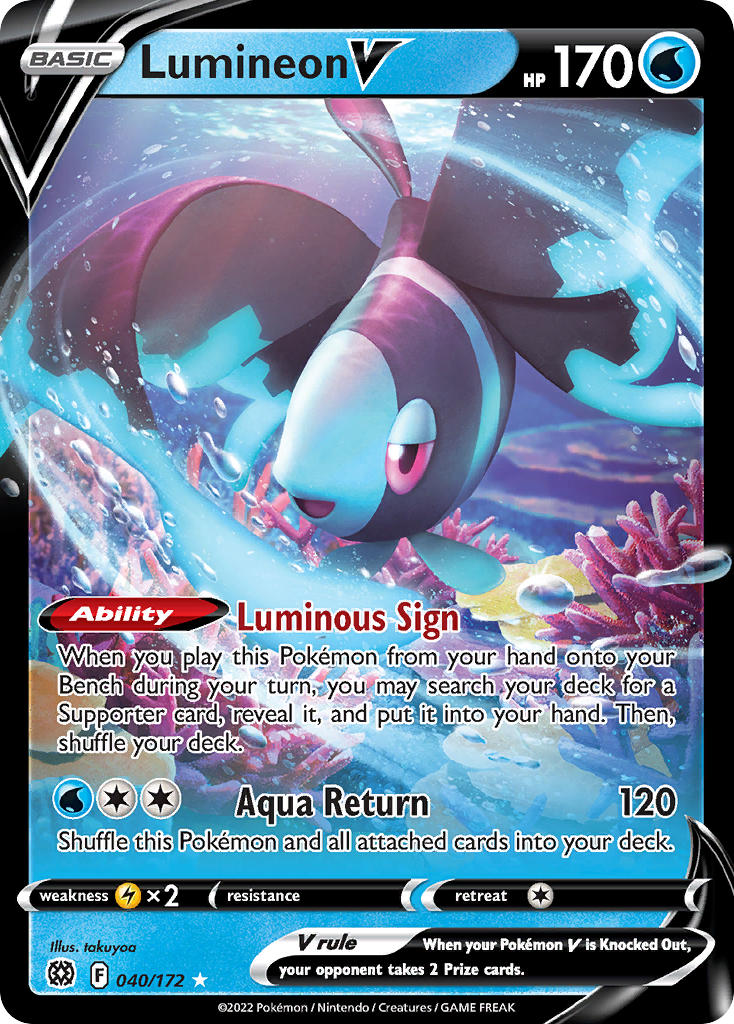 BASIC
Lumineon V
HP 170
Ability Luminous Sign
When you play this Pokémon from your hand onto your
Bench during your turn, you may search your deck for a
Supporter card, reveal it, and put it into your hand. Then,
shuffle your deck.
Aqua Return 120
Shuffle this Pokémon and all attached cards into your deck.
weakness ×2 resistance retreat
Illus. takuyoa
V rule When your Pokémon V is Knocked Out,
your opponent takes 2 Prize cards.
F 040/172 ★
©2022 Pokémon / Nintendo / Creatures / GAME FREAK